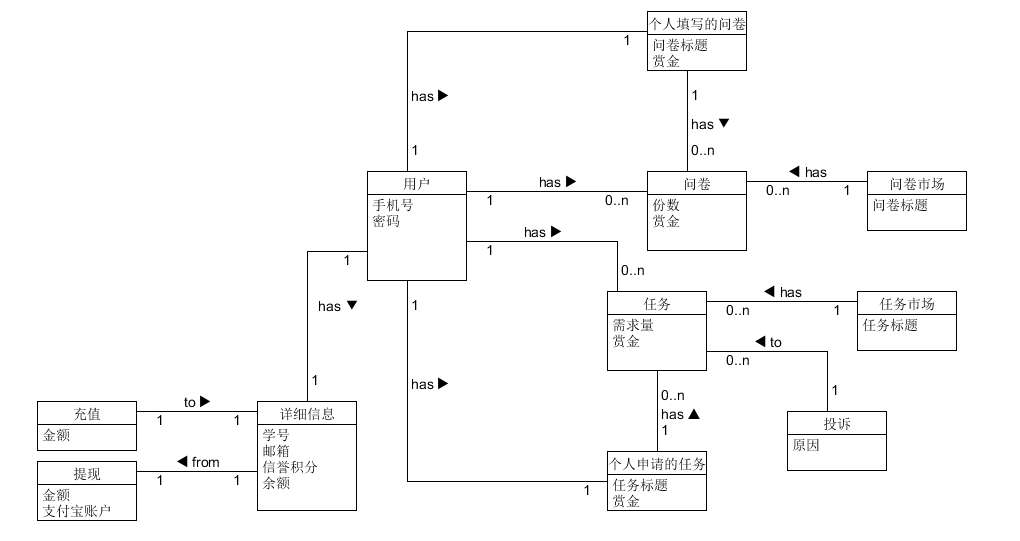 个人填写的问卷
问卷标题
赏金
1
has ▶
1
1
has ▼
0..n
用户
手机号
密码
has ▶
1
0..n
问卷
份数
赏金
◀ has
0..n
1
问卷市场
问卷标题
has ▶
1
0..n
1
has ▼
1
1
has ▶
1
任务
需求量
赏金
◀ has
0..n
1
任务市场
任务标题
◀ to
0..n
1
投诉
原因
0..n
has ▲
1
个人申请的任务
任务标题
赏金
充值
金额
to ▶
1
1
详细信息
学号
邮箱
信誉积分
余额
提现
金额
支付宝账户
◀ from
1
1